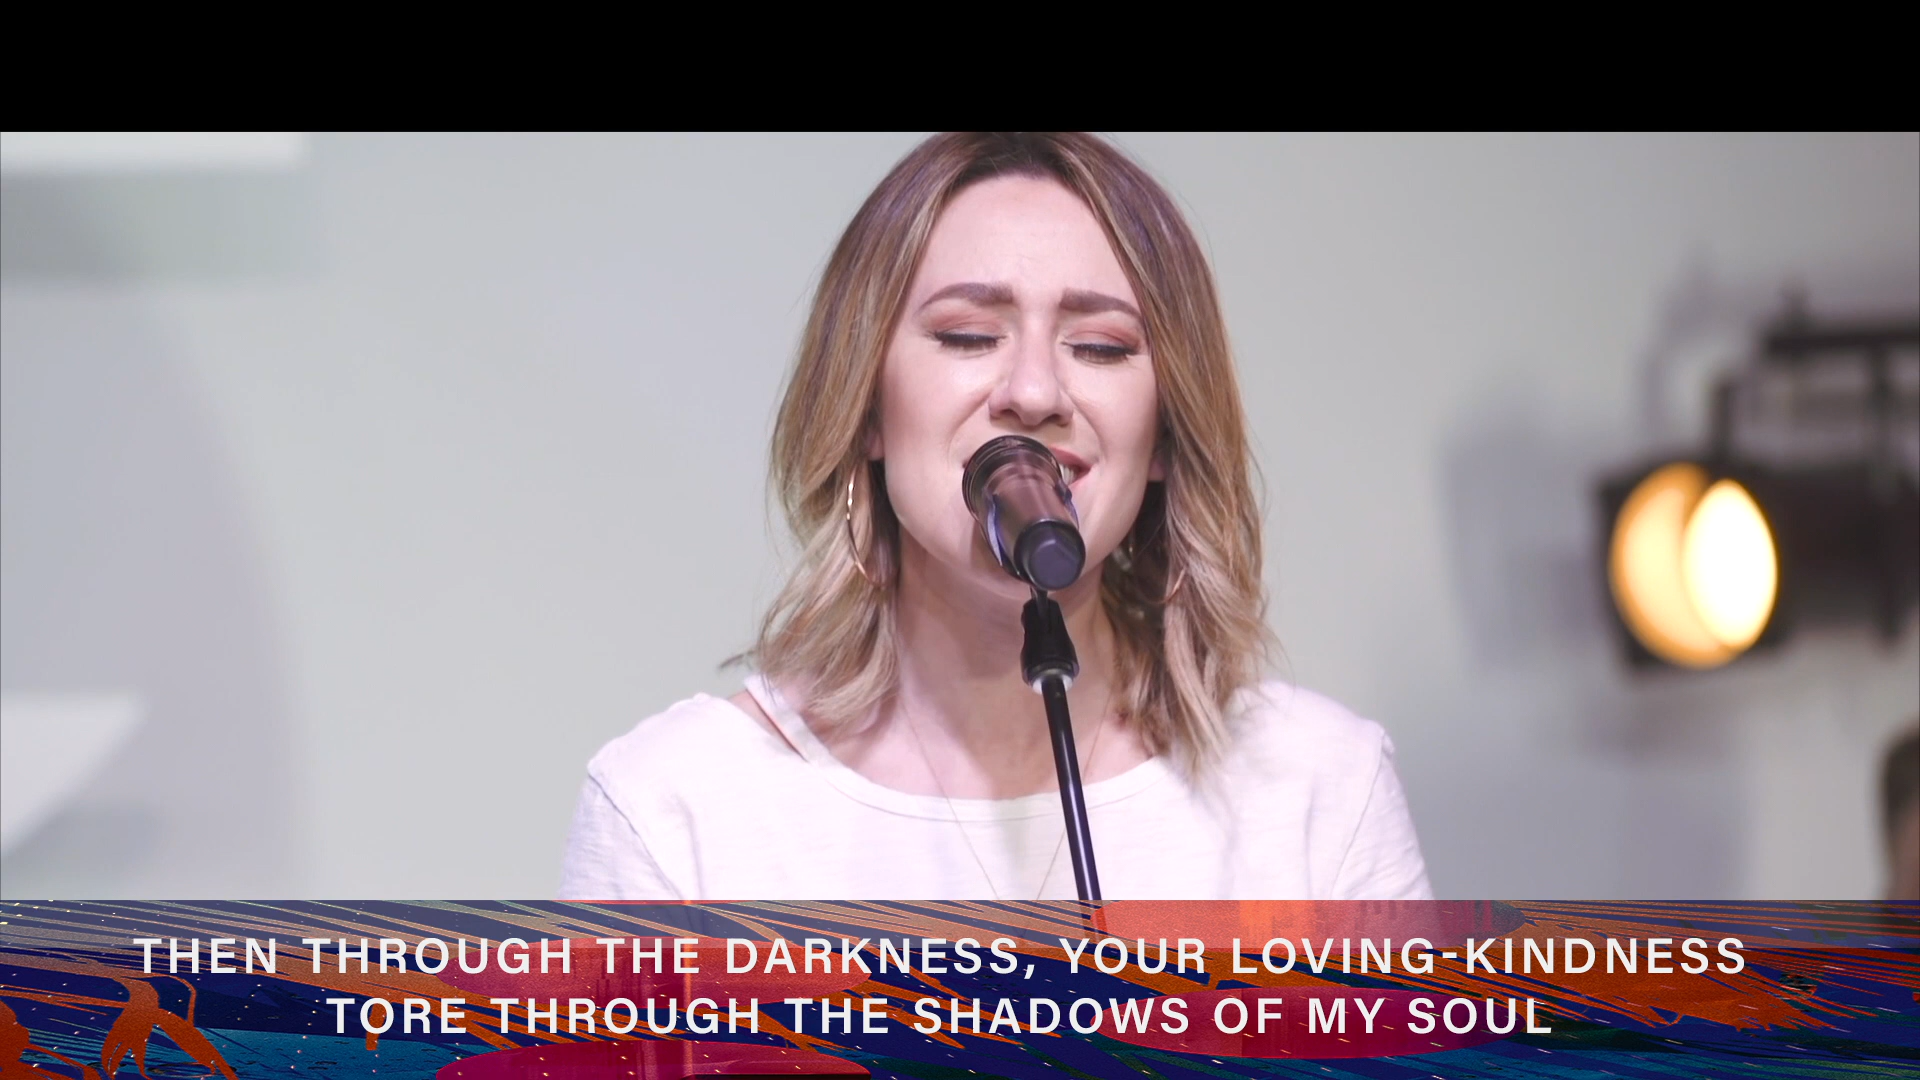 THEN THROUGH THE DARKNESS, YOUR LOVING-KINDNESS
TORE THROUGH THE SHADOWS OF MY SOUL